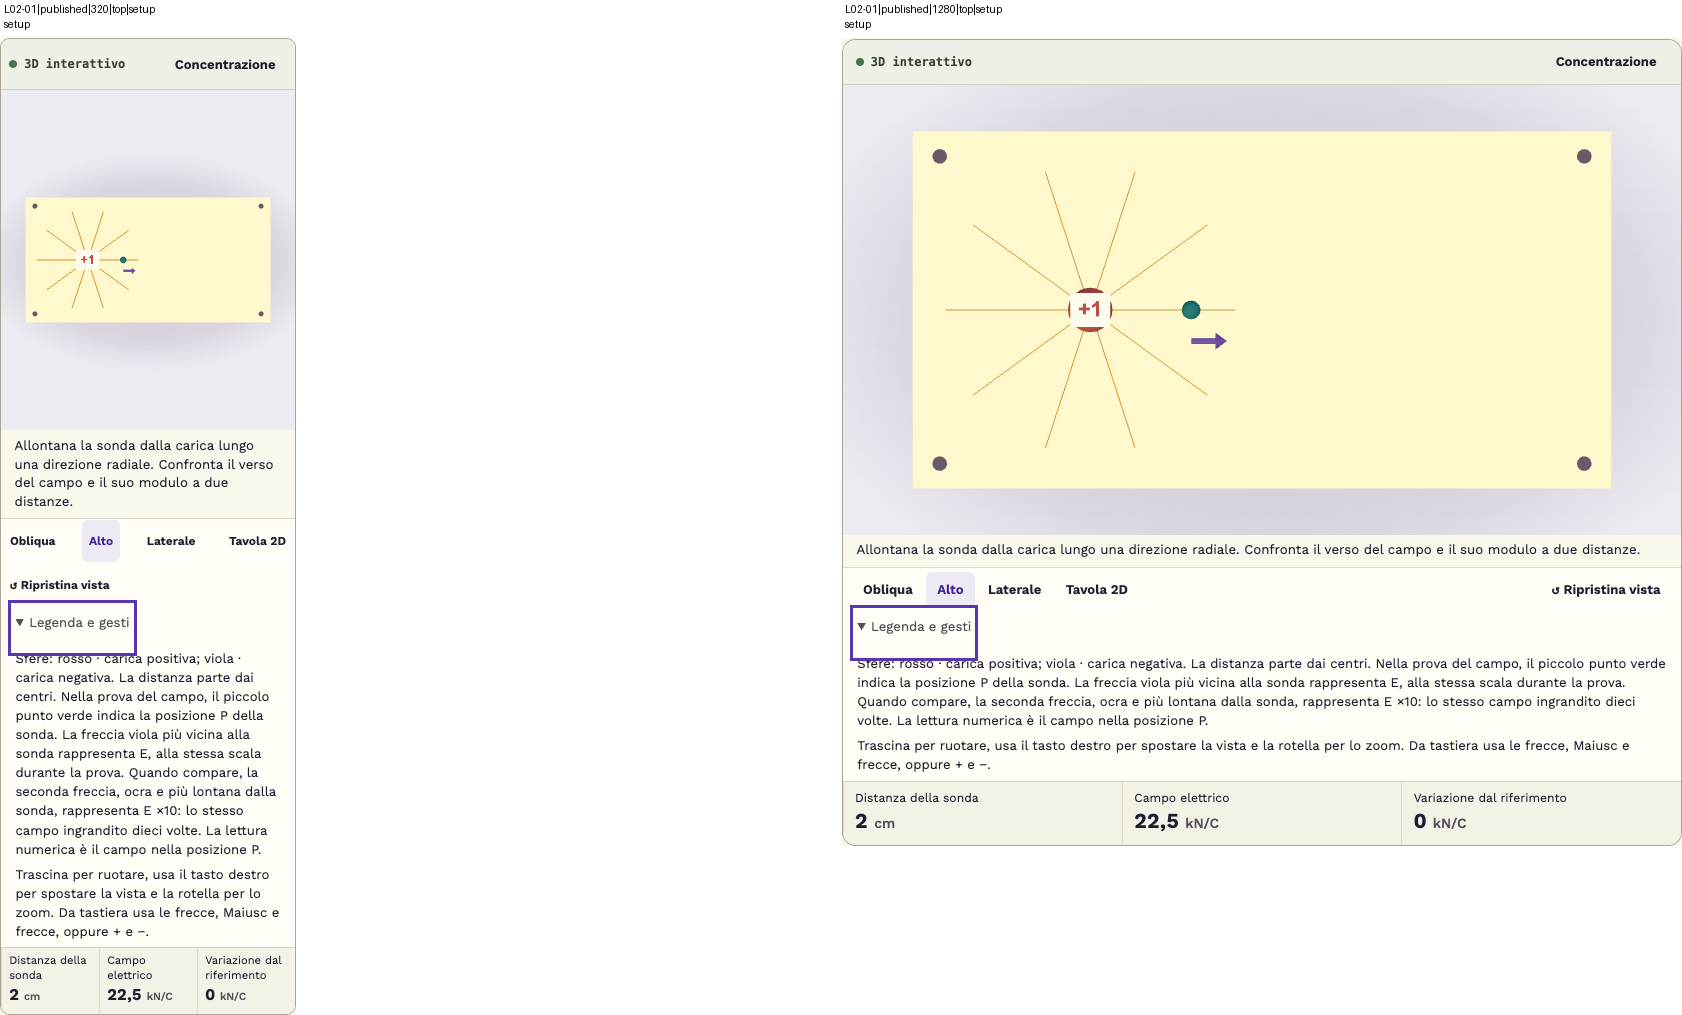 L02-01|published|320|top|setup
setup
3D interattivo
Concentrazione
+1
Allontana la sonda dalla carica lungo
una direzione radiale. Confronta il verso
del campo e il suo modulo a due
distanze.
Obliqua
Alto
Laterale
Tavola 2D
↺ Ripristina vista
▼ Legenda e gesti
Sfere: rosso · carica positiva; viola ·
carica negativa. La distanza parte dai
centri. Nella prova del campo, il piccolo
punto verde indica la posizione P della
sonda. La freccia viola più vicina alla
sonda rappresenta E, alla stessa scala
durante la prova. Quando compare, la
seconda freccia, ocra e più lontana dalla
sonda, rappresenta E ×10: lo stesso
campo ingrandito dieci volte. La lettura
numerica è il campo nella posizione P.
Trascina per ruotare, usa il tasto destro
per spostare la vista e la rotella per lo
zoom. Da tastiera usa le frecce, Maiusc e
frecce, oppure + e −.
Distanza della
sonda
2 cm
Campo
elettrico
22,5 kN/C
Variazione dal
riferimento
0 kN/C
L02-01|published|1280|top|setup
setup
3D interattivo
Concentrazione
+1
Allontana la sonda dalla carica lungo una direzione radiale. Confronta il verso del campo e il suo modulo a due distanze.
Obliqua
Alto
Laterale
Tavola 2D
↺ Ripristina vista
▼ Legenda e gesti
Sfere: rosso · carica positiva; viola · carica negativa. La distanza parte dai centri. Nella prova del campo, il piccolo punto verde
indica la posizione P della sonda. La freccia viola più vicina alla sonda rappresenta E, alla stessa scala durante la prova.
Quando compare, la seconda freccia, ocra e più lontana dalla sonda, rappresenta E ×10: lo stesso campo ingrandito dieci
volte. La lettura numerica è il campo nella posizione P.
Trascina per ruotare, usa il tasto destro per spostare la vista e la rotella per lo zoom. Da tastiera usa le frecce, Maiusc e
frecce, oppure + e −.
Distanza della sonda
2 cm
Campo elettrico
22,5 kN/C
Variazione dal riferimento
0 kN/C